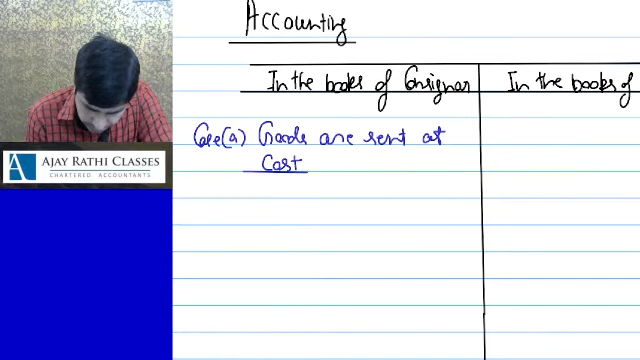 Accounting
In the books of Consignor
In the books of
Case(a) Goods are sent at
Cost
AJAY RATHI CLASSES
CHARTERED ACCOUNTANTS